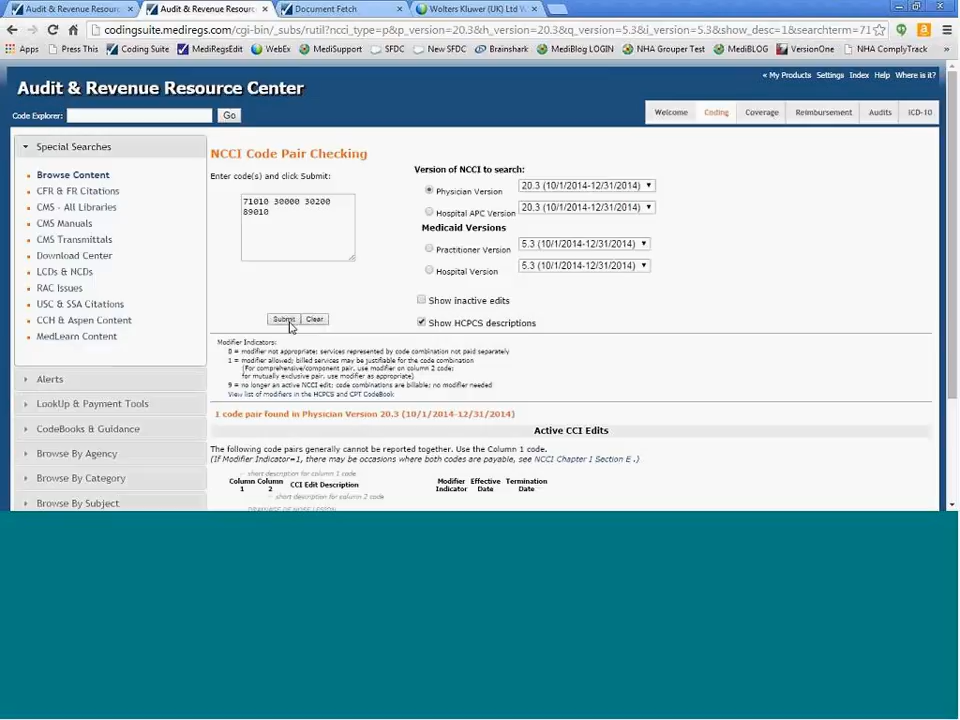 Audit & Revenue Resourc
Audit & Revenue Resourc
Document Fetch
Wolters Kluwer (UK) Ltd W
codingsuite.mediregs.com/cgi-bin/_subs/rutil?ncci_type=p&p_version=20.3&h_version=20.3&q_version=5.3&i_version=5.3&show_desc=1&searchterm=71
Apps
Press This
Coding Suite
MediRegsEdit
WebEx
MediSupport
SFDC
New SFDC
Brainshark
MediBlog LOGIN
NHA Grouper Test
MediBLOG
VersionOne
NHA ComplyTrack
»
« My Products Settings Index Help Where is it?
Audit & Revenue Resource Center
Code Explorer:
Go
Welcome
Coding
Coverage
Reimbursement
Audits
ICD-10
Special Searches
Browse Content
CFR & FR Citations
CMS - All Libraries
CMS Manuals
CMS Transmittals
Download Center
LCDs & NCDs
RAC Issues
USC & SSA Citations
CCH & Aspen Content
MedLearn Content
Alerts
LookUp & Payment Tools
CodeBooks & Guidance
Browse By Agency
Browse By Category
Browse By Subject
NCCI Code Pair Checking
Enter code(s) and click Submit:
71010 30000 30200
89010
Submit
Clear
Version of NCCI to search:
Physician Version
20.3 (10/1/2014-12/31/2014)
Hospital APC Version
20.3 (10/1/2014-12/31/2014)
Medicaid Versions
Practitioner Version
5.3 (10/1/2014-12/31/2014)
Hospital Version
5.3 (10/1/2014-12/31/2014)
Show inactive edits
Show HCPCS descriptions
Modifier Indicators:
0 = modifier not appropriate; services represented by code combination not paid separately
1 = modifier allowed; billed services may be justifiable for the code combination
(For comprehensive/component pair, use modifier on column 2 code;
for mutually exclusive pair, use modifier as appropriate)
9 = no longer an active NCCI edit; code combinations are billable; no modifier needed
View list of modifiers in the HCPCS and CPT CodeBook
1 code pair found in Physician Version 20.3 (10/1/2014-12/31/2014)
Active CCI Edits
The following code pairs generally cannot be reported together. Use the Column 1 code.
(If Modifier Indicator=1, there may be occasions where both codes are payable, see NCCI Chapter 1 Section E.)
short description for column 1 code
Column 1
Column 2
CCI Edit Description
Modifier Indicator
Effective Date
Termination Date
short description for column 2 code
DRAINAGE OF NOSE LESION